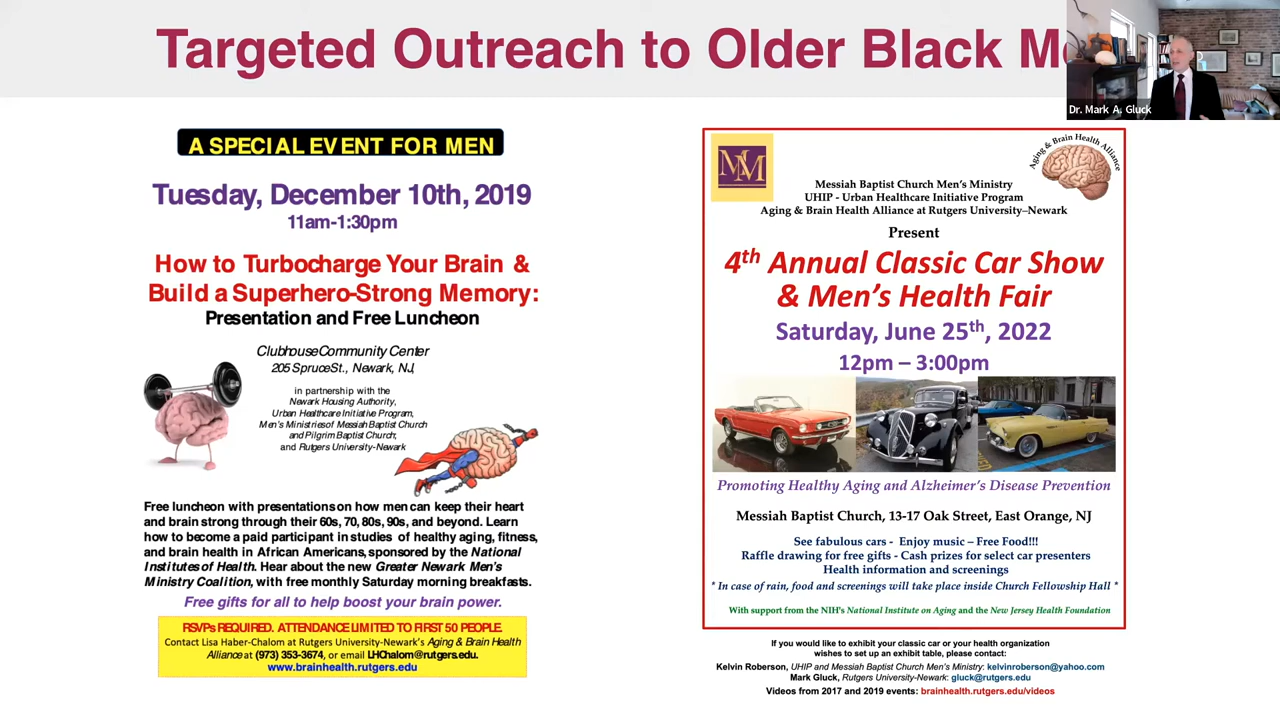 Targeted Outreach to Older Black M
Dr. Mark A. Gluck
A SPECIAL EVENT FOR MEN
Tuesday, December 10th, 2019
11am-1:30pm
How to Turbocharge Your Brain &
Build a Superhero-Strong Memory:
Presentation and Free Luncheon
Clubhouse Community Center
205 Spruce St., Newark, NJ,
in partnership with the
Newark Housing Authority,
Urban Healthcare Initiative Program,
Men's Ministries of Messiah Baptist Church
and Pilgrim Baptist Church,
and Rutgers University-Newark
Free luncheon with presentations on how men can keep their heart
and brain strong through their 60s, 70, 80s, 90s, and beyond. Learn
how to become a paid participant in studies of healthy aging, fitness,
and brain health in African Americans, sponsored by the National
Institutes of Health. Hear about the new Greater Newark Men's
Ministry Coalition, with free monthly Saturday morning breakfasts.
Free gifts for all to help boost your brain power.
RSVPs REQUIRED. ATTENDANCE LIMITED TO FIRST 50 PEOPLE.
Contact Lisa Haber-Chalom at Rutgers University-Newark's Aging & Brain Health
Alliance at (973) 353-3674, or email LHChalom@rutgers.edu.
www.brainhealth.rutgers.edu
MM
Aging & Brain Health Alliance
Messiah Baptist Church Men's Ministry
UHIP - Urban Healthcare Initiative Program
Aging & Brain Health Alliance at Rutgers University–Newark
Present
4th Annual Classic Car Show
& Men's Health Fair
Saturday, June 25th, 2022
12pm – 3:00pm
Promoting Healthy Aging and Alzheimer's Disease Prevention
Messiah Baptist Church, 13-17 Oak Street, East Orange, NJ
See fabulous cars - Enjoy music – Free Food!!!
Raffle drawing for free gifts - Cash prizes for select car presenters
Health information and screenings
* In case of rain, food and screenings will take place inside Church Fellowship Hall *
With support from the NIH's National Institute on Aging and the New Jersey Health Foundation
If you would like to exhibit your classic car or your health organization
wishes to set up an exhibit table, please contact:
Kelvin Roberson, UHIP and Messiah Baptist Church Men's Ministry: kelvinroberson@yahoo.com
Mark Gluck, Rutgers University-Newark: gluck@rutgers.edu
Videos from 2017 and 2019 events: brainhealth.rutgers.edu/videos